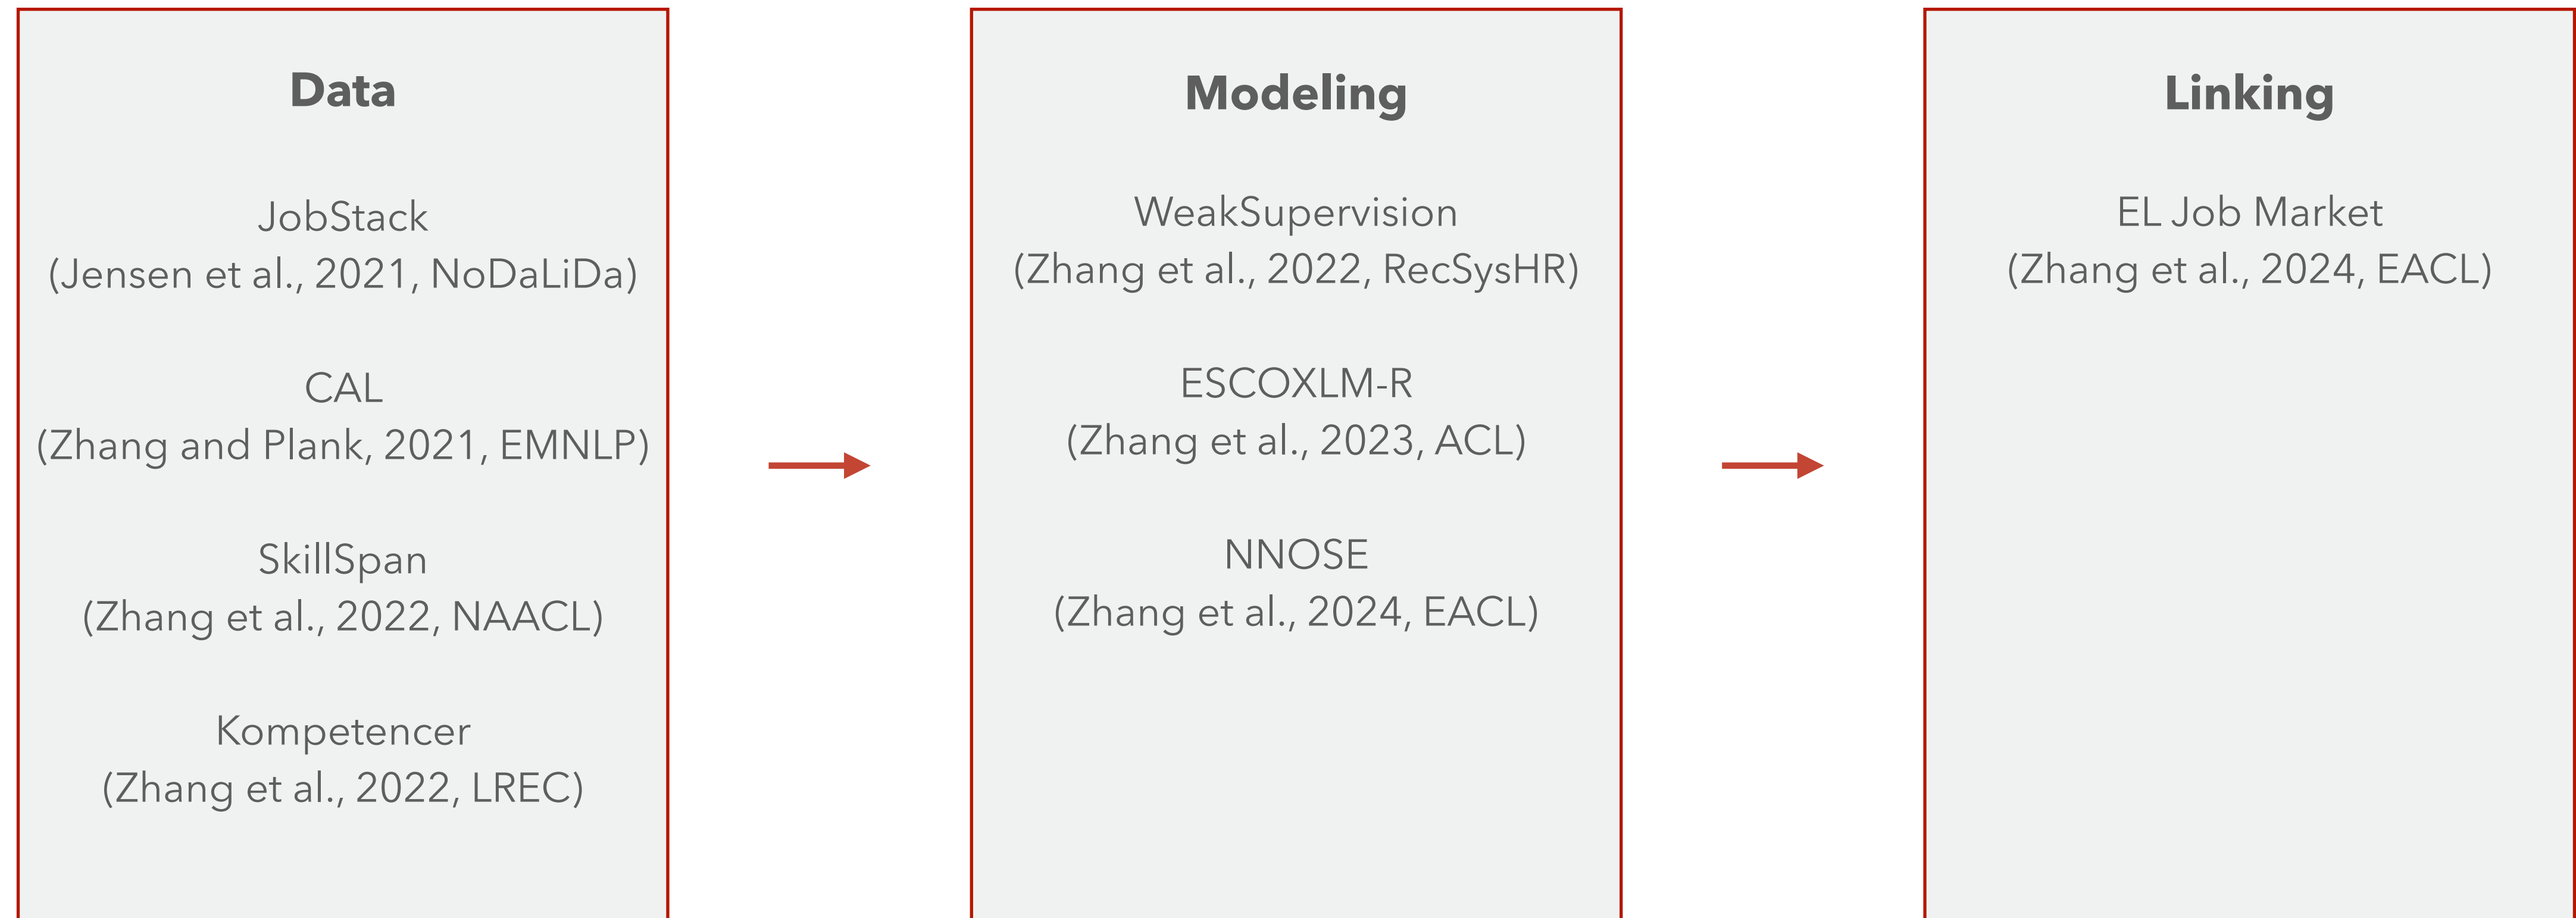 Data
JobStack
(Jensen et al., 2021, NoDaLiDa)
CAL
(Zhang and Plank, 2021, EMNLP)
SkillSpan
(Zhang et al., 2022, NAACL)
Kompetencer
(Zhang et al., 2022, LREC)
Modeling
WeakSupervision
(Zhang et al., 2022, RecSysHR)
ESCOXLM-R
(Zhang et al., 2023, ACL)
NNOSE
(Zhang et al., 2024, EACL)
Linking
EL Job Market
(Zhang et al., 2024, EACL)